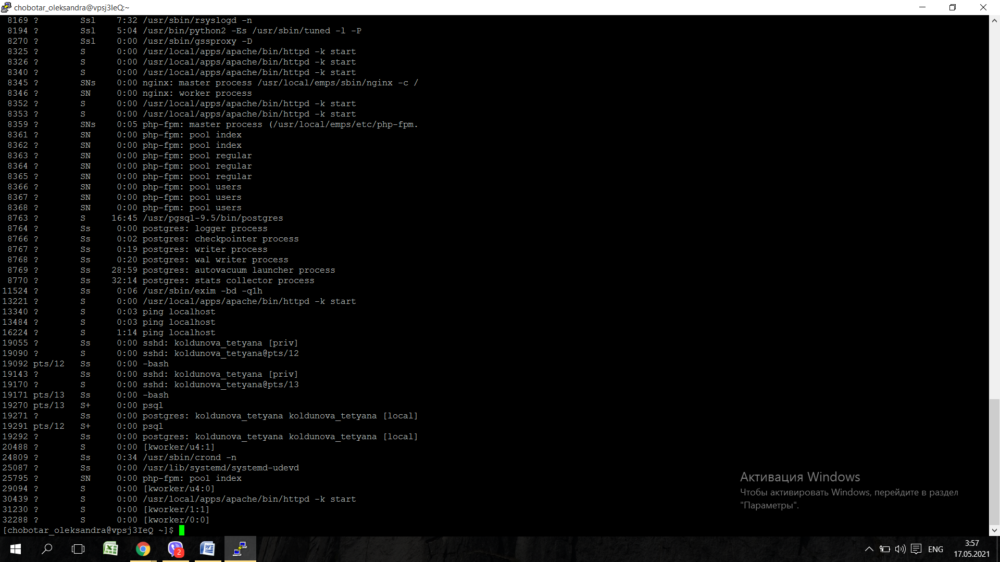 chobotar_oleksandra@vpsj3IeQ:~
8169 ? Ssl 7:32 /usr/sbin/rsyslogd -n
8194 ? Ssl 5:04 /usr/bin/python2 -Es /usr/sbin/tuned -l -P
8270 ? Ssl 0:00 /usr/sbin/gssproxy -D
8325 ? S 0:00 /usr/local/apps/apache/bin/httpd -k start
8326 ? S 0:00 /usr/local/apps/apache/bin/httpd -k start
8340 ? S 0:00 /usr/local/apps/apache/bin/httpd -k start
8345 ? SNs 0:00 nginx: master process /usr/local/emps/sbin/nginx -c /
8346 ? SN 0:00 nginx: worker process
8352 ? S 0:00 /usr/local/apps/apache/bin/httpd -k start
8353 ? S 0:00 /usr/local/apps/apache/bin/httpd -k start
8359 ? SNs 0:05 php-fpm: master process (/usr/local/emps/etc/php-fpm.
8361 ? SN 0:00 php-fpm: pool index
8362 ? SN 0:00 php-fpm: pool index
8363 ? SN 0:00 php-fpm: pool regular
8364 ? SN 0:00 php-fpm: pool regular
8365 ? SN 0:00 php-fpm: pool regular
8366 ? SN 0:00 php-fpm: pool users
8367 ? SN 0:00 php-fpm: pool users
8368 ? SN 0:00 php-fpm: pool users
8763 ? S 16:45 /usr/pgsql-9.5/bin/postgres
8764 ? Ss 0:00 postgres: logger process
8766 ? Ss 0:02 postgres: checkpointer process
8767 ? Ss 0:19 postgres: writer process
8768 ? Ss 0:20 postgres: wal writer process
8769 ? Ss 28:59 postgres: autovacuum launcher process
8770 ? Ss 32:14 postgres: stats collector process
11524 ? Ss 0:06 /usr/sbin/exim -bd -q1h
13221 ? S 0:00 /usr/local/apps/apache/bin/httpd -k start
13340 ? S 0:03 ping localhost
13484 ? S 0:03 ping localhost
16224 ? S 1:14 ping localhost
19055 ? Ss 0:00 sshd: koldunova_tetyana [priv]
19090 ? S 0:00 sshd: koldunova_tetyana@pts/12
19092 pts/12 Ss 0:00 -bash
19143 ? Ss 0:00 sshd: koldunova_tetyana [priv]
19170 ? S 0:00 sshd: koldunova_tetyana@pts/13
19171 pts/13 Ss 0:00 -bash
19270 pts/13 S+ 0:00 psql
19271 ? Ss 0:00 postgres: koldunova_tetyana koldunova_tetyana [local]
19291 pts/12 S+ 0:00 psql
19292 ? Ss 0:00 postgres: koldunova_tetyana koldunova_tetyana [local]
20488 ? S 0:00 [kworker/u4:1]
24809 ? Ss 0:34 /usr/sbin/crond -n
25087 ? Ss 0:00 /usr/lib/systemd/systemd-udevd
25795 ? SN 0:00 php-fpm: pool index
29094 ? S 0:00 [kworker/u4:0]
30439 ? S 0:00 /usr/local/apps/apache/bin/httpd -k start
31230 ? S 0:00 [kworker/1:1]
32288 ? S 0:00 [kworker/0:0]
[chobotar_oleksandra@vpsj3IeQ ~]$
Активация Windows
Чтобы активировать Windows, перейдите в раздел
"Параметры".
2
ENG
3:57
17.05.2021